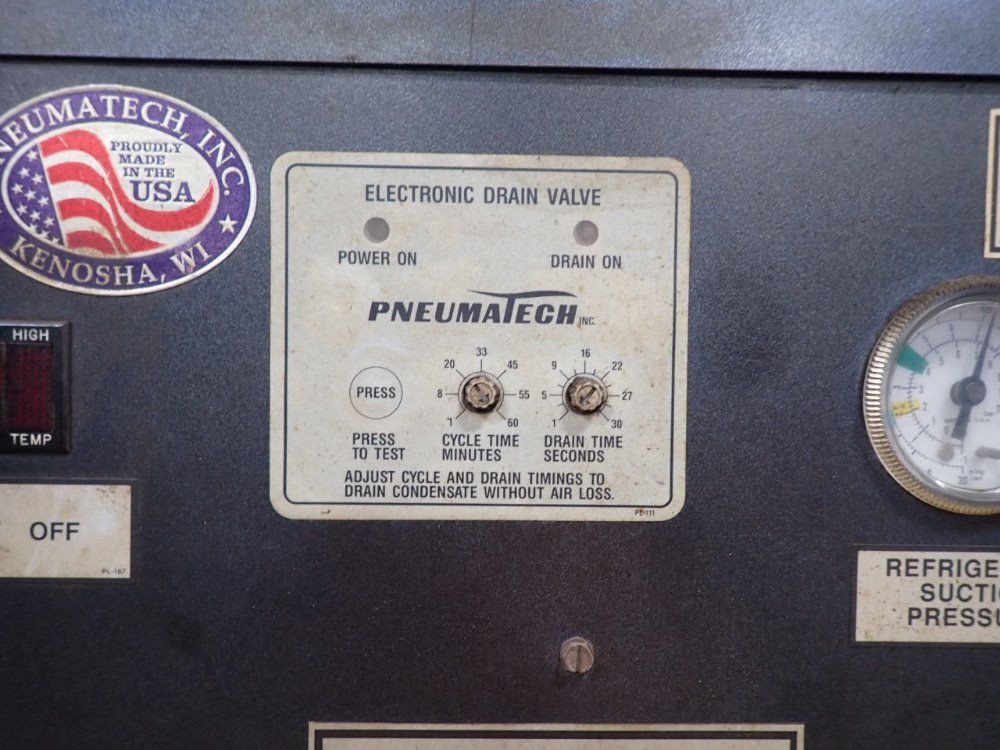 PNEUMATECH, INC.
PROUDLY
MADE
IN THE
USA
KENOSHA, WI
HIGH
TEMP
OFF
PL-167
ELECTRONIC DRAIN VALVE
POWER ON
DRAIN ON
PNEUMATECH INC.
PRESS
PRESS
TO TEST
1 8 20 33 45 55 60
CYCLE TIME
MINUTES
1 5 9 16 22 27 30
DRAIN TIME
SECONDS
ADJUST CYCLE AND DRAIN TIMINGS TO
DRAIN CONDENSATE WITHOUT AIR LOSS.
PL-111
REFRIGE
SUCTI
PRESSU